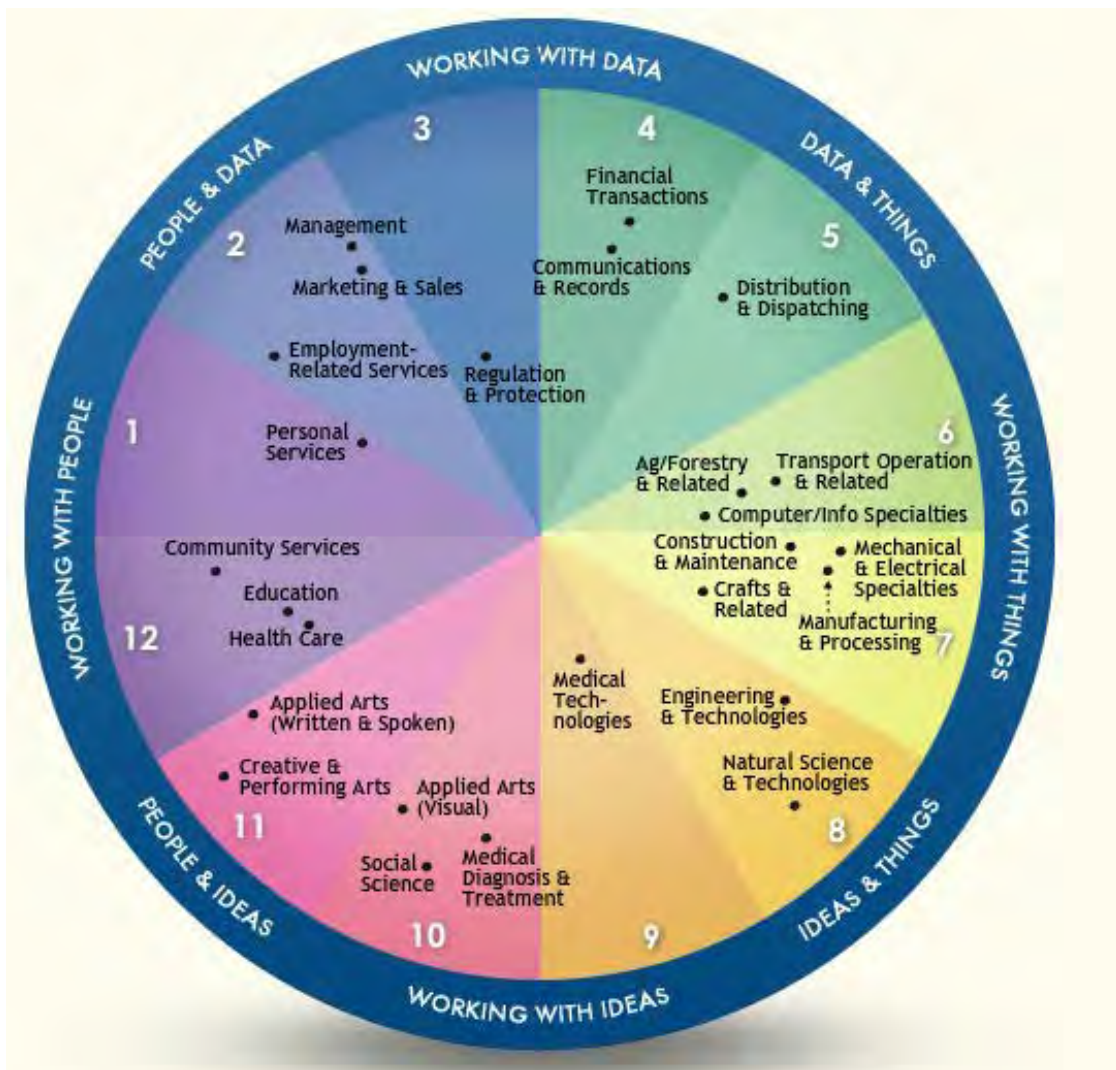 WORKING WITH DATA
3
4
PEOPLE & DATA
DATA & THINGS
Financial
Transactions
2
Management
5
Communications
& Records
Marketing & Sales
Distribution
& Dispatching
Employment-
Related Services
Regulation
& Protection
WORKING WITH PEOPLE
1
Personal
Services
6
WORKING WITH THINGS
Ag/Forestry
& Related
Transport Operation
& Related
Computer/Info Specialties
Community Services
Construction
& Maintenance
Mechanical
& Electrical
Specialties
Education
Crafts &
Related
12
Health Care
Manufacturing
& Processing
7
Medical
Tech-
nologies
Applied Arts
(Written & Spoken)
Engineering
& Technologies
Creative &
Performing Arts
Natural Science
& Technologies
Applied Arts
(Visual)
PEOPLE & IDEAS
11
8
IDEAS & THINGS
Social
Science
Medical
Diagnosis &
Treatment
10
9
WORKING WITH IDEAS